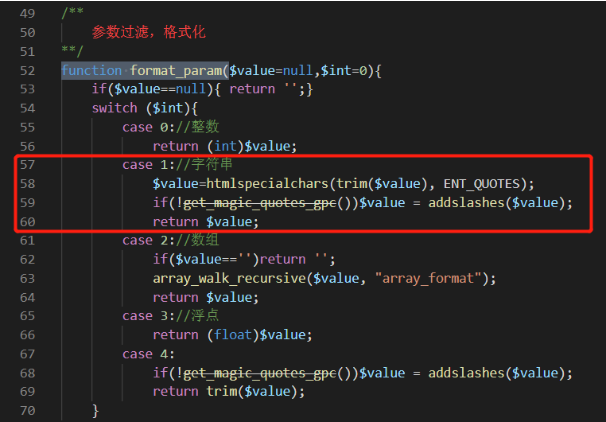 49 /**
50 参数过滤，格式化
51 **/
52 function format_param($value=null,$int=0){
53 if($value==null){ return '';}
54 switch ($int){
55 case 0://整数
56 return (int)$value;
57 case 1://字符串
58 $value=htmlspecialchars(trim($value), ENT_QUOTES);
59 if(!get_magic_quotes_gpc())$value = addslashes($value);
60 return $value;
61 case 2://数组
62 if($value=='')return '';
63 array_walk_recursive($value, "array_format");
64 return $value;
65 case 3://浮点
66 return (float)$value;
67 case 4:
68 if(!get_magic_quotes_gpc())$value = addslashes($value);
69 return trim($value);
70 }